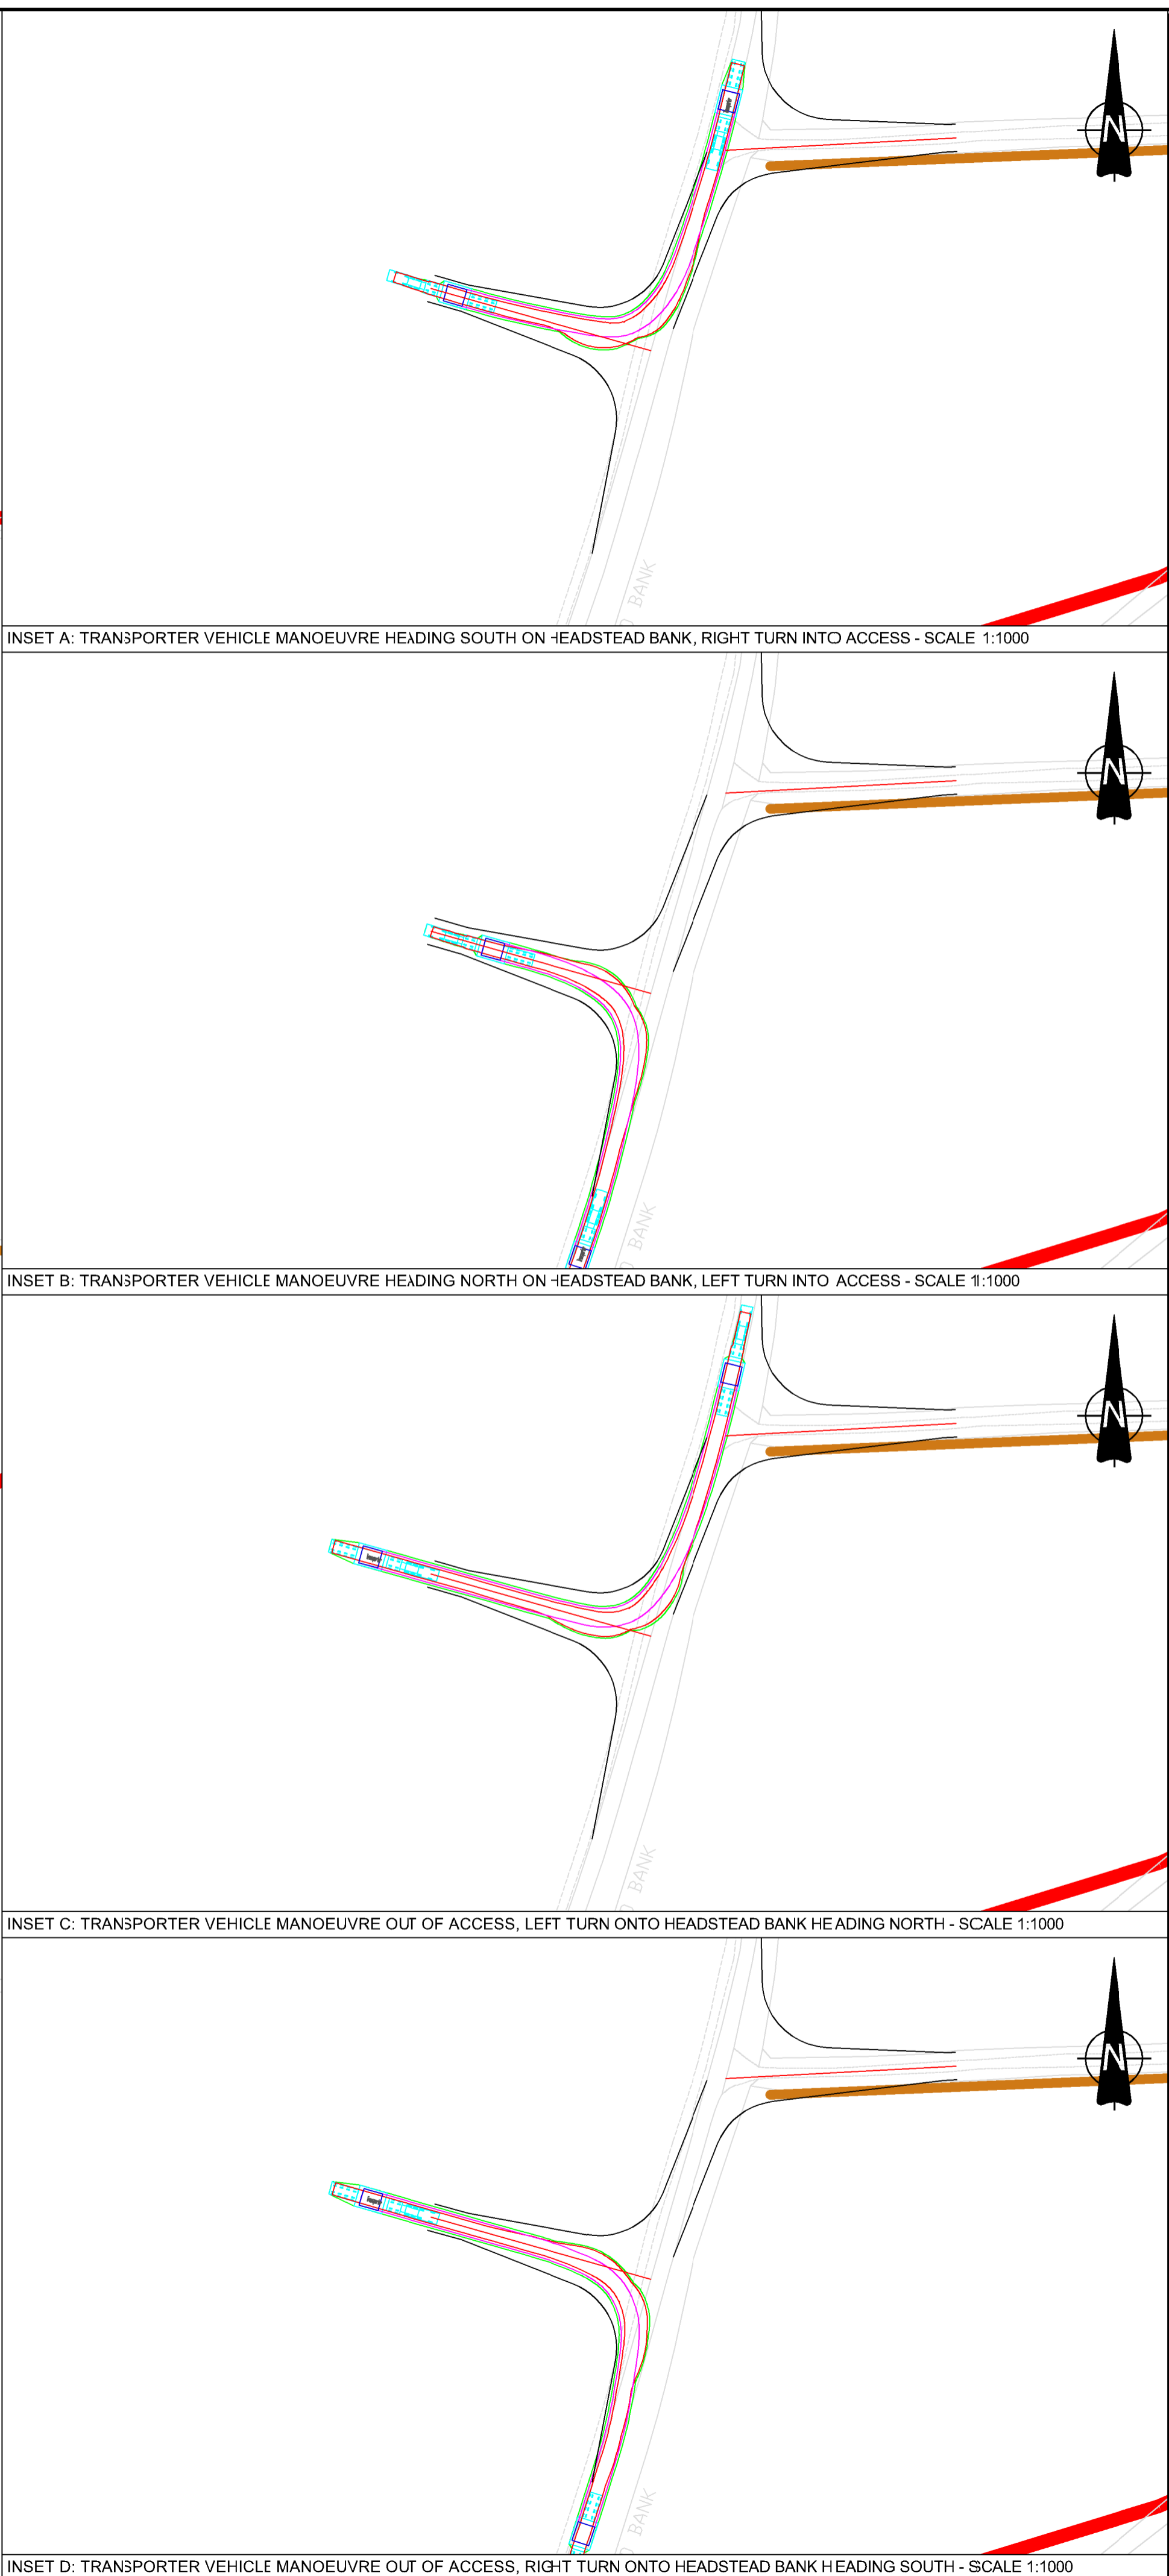 N
BANK
INSET A: TRANSPORTER VEHICLE MANOEUVRE HEADING SOUTH ON HEADSTEAD BANK, RIGHT TURN INTO ACCESS - SCALE 1:1000
N
BANK
INSET B: TRANSPORTER VEHICLE MANOEUVRE HEADING NORTH ON HEADSTEAD BANK, LEFT TURN INTO ACCESS - SCALE 1:1000
N
BANK
INSET C: TRANSPORTER VEHICLE MANOEUVRE OUT OF ACCESS, LEFT TURN ONTO HEADSTEAD BANK HEADING NORTH - SCALE 1:1000
N
BANK
INSET D: TRANSPORTER VEHICLE MANOEUVRE OUT OF ACCESS, RIGHT TURN ONTO HEADSTEAD BANK HEADING SOUTH - SCALE 1:1000